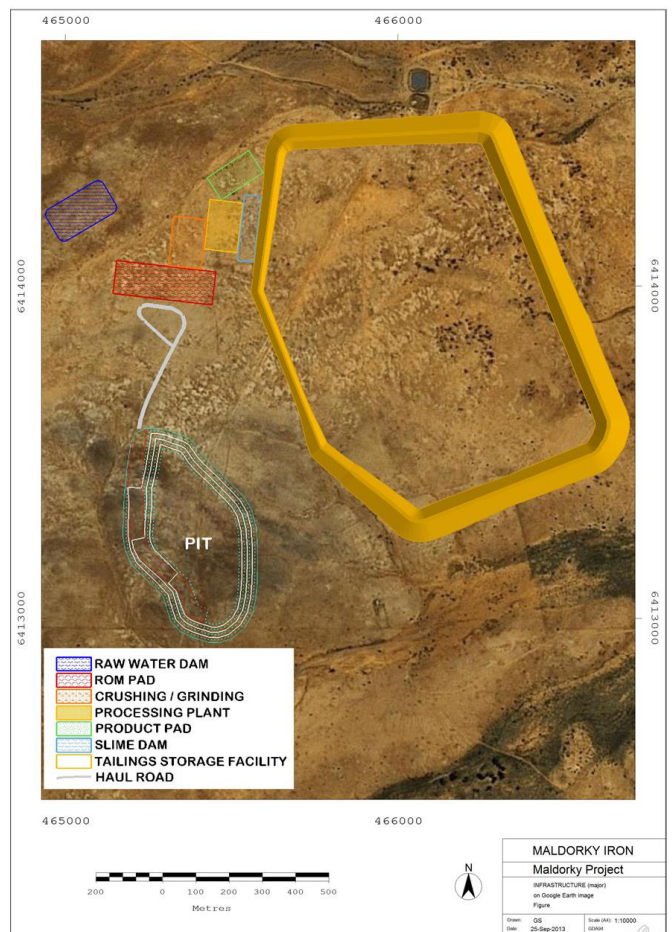 465000 466000
6414000 6414000
PIT
6413000 6413000
RAW WATER DAM
ROM PAD
CRUSHING / GRINDING
PROCESSING PLANT
PRODUCT PAD
SLIME DAM
TAILINGS STORAGE FACILITY
HAUL ROAD
465000 466000
200 0 100 200 300 400 500
Metres
N
MALDORKY IRON
Maldorky Project
INFRASTRUCTURE (major)
on Google Earth image
Figure
Drawn: GS Scale (A4): 1:10000
Date: 25-Sep-2013 GDA94